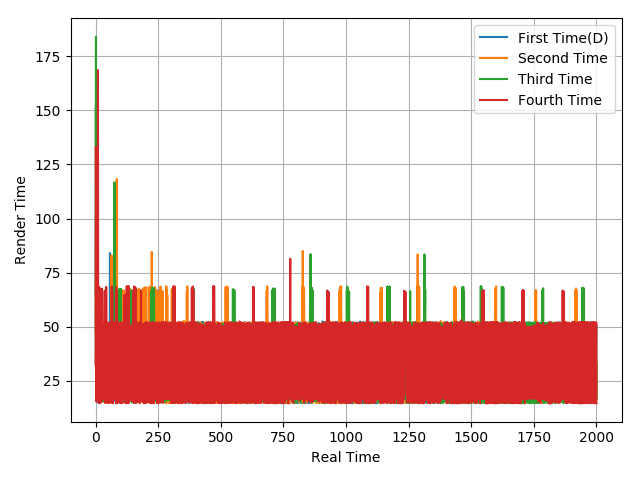 First Time(D)
Second Time
Third Time
Fourth Time
175
150
125
100
75
50
25
Render Time
0
250
500
750
1000
1250
1500
1750
2000
Real Time